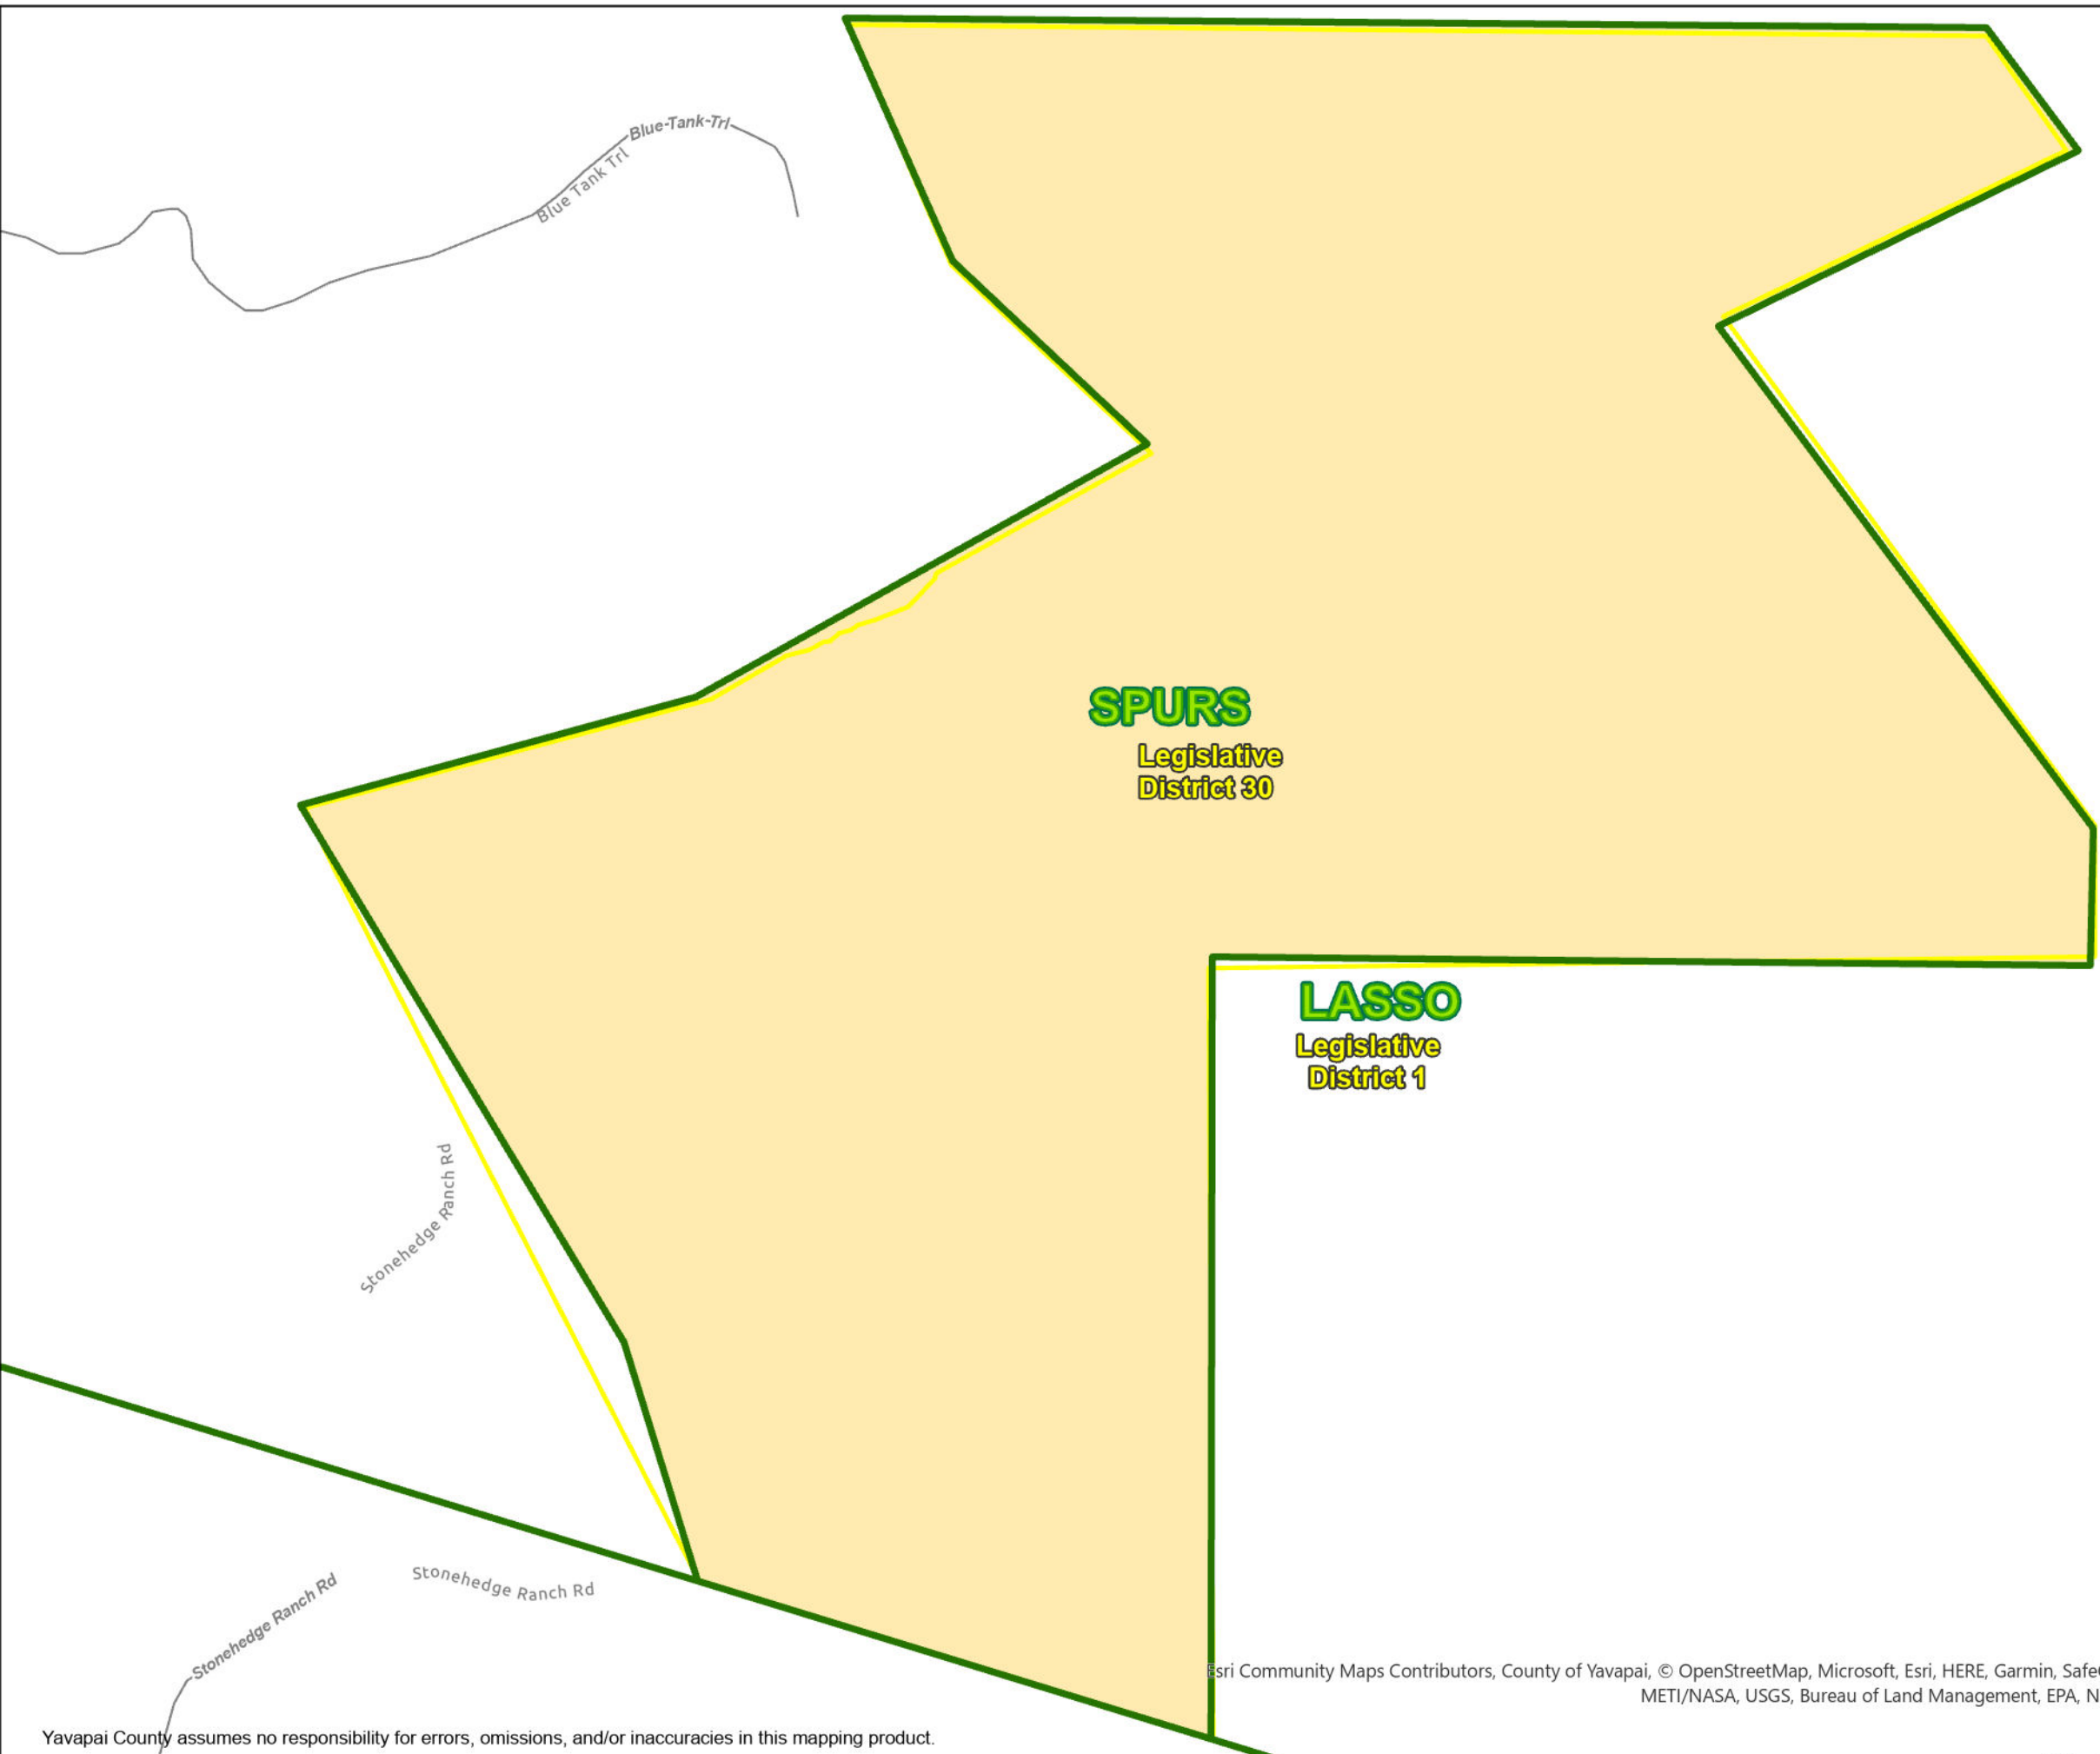 Blue-Tank-Trl
Blue Tank Trl
SPURS
Legislative
District 30
LASSO
Legislative
District 1
Stonehedge Ranch Rd
Stonehedge Ranch Rd
Stonehedge Ranch Rd
Esri Community Maps Contributors, County of Yavapai, © OpenStreetMap, Microsoft, Esri, HERE, Garmin, Safe
METI/NASA, USGS, Bureau of Land Management, EPA, N
Yavapai County assumes no responsibility for errors, omissions, and/or inaccuracies in this mapping product.